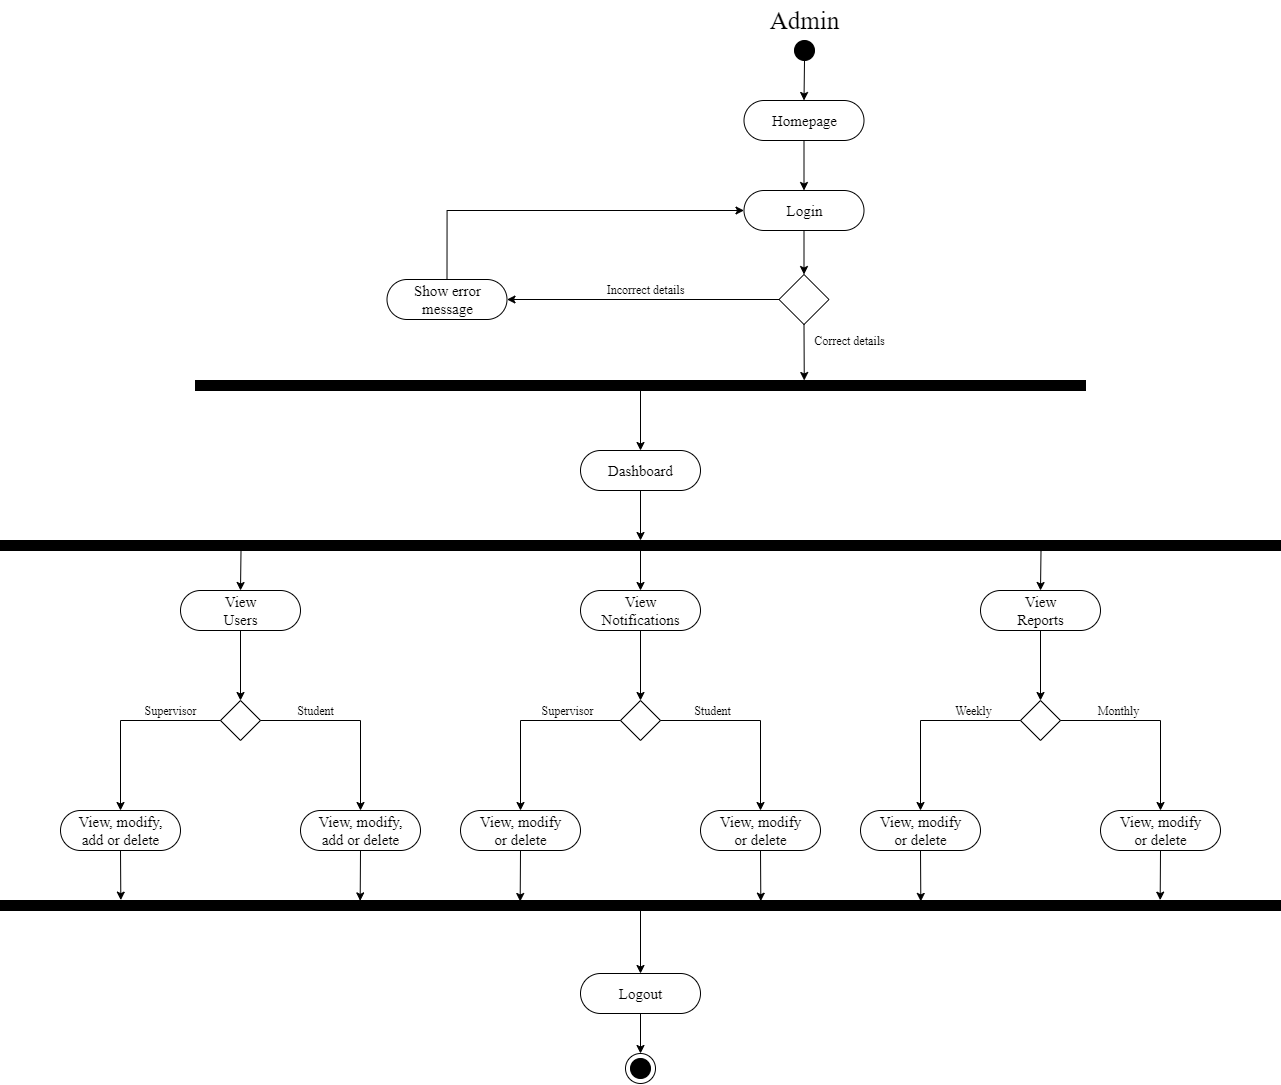 Admin
Homepage
Login
Show error
message
Incorrect details
Correct details
Dashboard
View
Users
View
Notifications
View
Reports
Supervisor
Student
Supervisor
Student
Weekly
Monthly
View, modify,
add or delete
View, modify,
add or delete
View, modify
or delete
View, modify
or delete
View, modify
or delete
View, modify
or delete
Logout